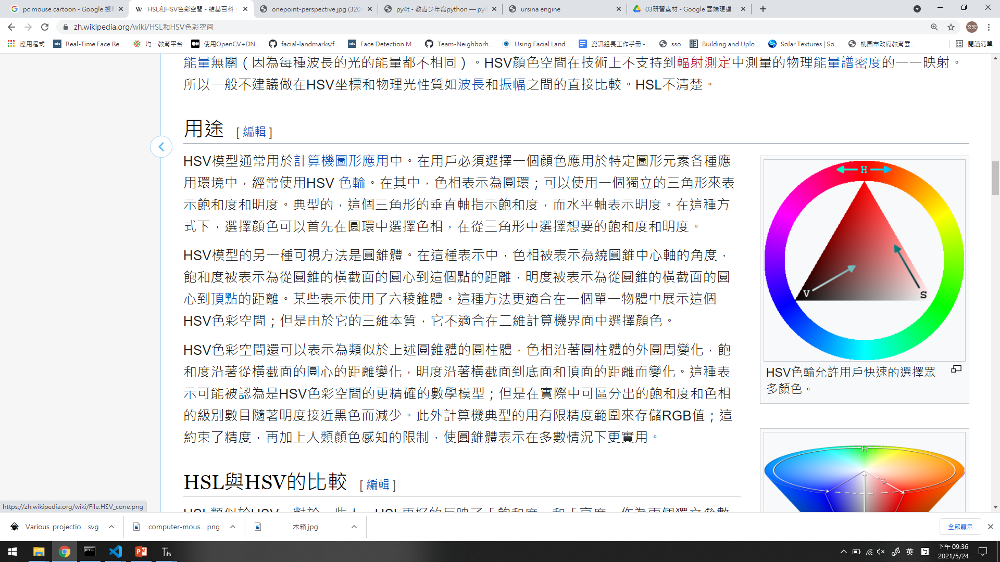 pc mouse cartoon - Google 搜尋
HSL和HSV色彩空間 - 維基百科
onepoint-perspective.jpg (320
py4t - 教青少年寫python — py4
ursina engine
03研習素材 - Google 雲端硬碟
zh.wikipedia.org/wiki/HSL和HSV色彩空间
文宏
應用程式
Real-Time Face Re...
均一教育平台
使用OpenCV+DN...
facial-landmarks/f...
Face Detection M...
Team-Neighborh...
Using Facial Land...
資訊組長工作手冊 -...
sso
Building and Uplo...
Solar Textures | So...
桃園市政府教育雲...
閱讀清單
能量無關（因為每種波長的光的能量都不相同）。HSV顏色空間在技術上不支持到輻射測定中測量的物理能量譜密度的一一映射。
所以一般不建議做在HSV坐標和物理光性質如波長和振幅之間的直接比較。HSL不清楚。
用途 [編輯]
HSV模型通常用於計算機圖形應用中。在用戶必須選擇一個顏色應用於特定圖形元素各種應
用環境中，經常使用HSV 色輪。在其中，色相表示為圓環；可以使用一個獨立的三角形來表
示飽和度和明度。典型的，這個三角形的垂直軸指示飽和度，而水平軸表示明度。在這種方
式下，選擇顏色可以首先在圓環中選擇色相，在從三角形中選擇想要的飽和度和明度。
HSV模型的另一種可視方法是圓錐體。在這種表示中，色相被表示為繞圓錐中心軸的角度，
飽和度被表示為從圓錐的橫截面的圓心到這個點的距離，明度被表示為從圓錐的橫截面的圓
心到頂點的距離。某些表示使用了六稜錐體。這種方法更適合在一個單一物體中展示這個
HSV色彩空間；但是由於它的三維本質，它不適合在二維計算機界面中選擇顏色。
HSV色彩空間還可以表示為類似於上述圓錐體的圓柱體，色相沿著圓柱體的外圓周變化，飽
和度沿著從橫截面的圓心的距離變化，明度沿著橫截面到底面和頂面的距離而變化。這種表
示可能被認為是HSV色彩空間的更精確的數學模型；但是在實際中可區分出的飽和度和色相
的級別數目隨著明度接近黑色而減少。此外計算機典型的用有限精度範圍來存儲RGB值；這
約束了精度，再加上人類顏色感知的限制，使圓錐體表示在多數情況下更實用。
H
V
S
HSV色輪允許用戶快速的選擇眾
多顏色。
H
S
HSL與HSV的比較 [編輯]
HSL類似於HSV。對於一些人，HSL更好的反映了「飽和度」和「亮度」作為兩個獨立參數
https://zh.wikipedia.org/wiki/File:HSV_cone.png
Various_projectio....svg
computer-mous....png
木箱.jpg
全部顯示
英
下午 09:36
2021/5/24